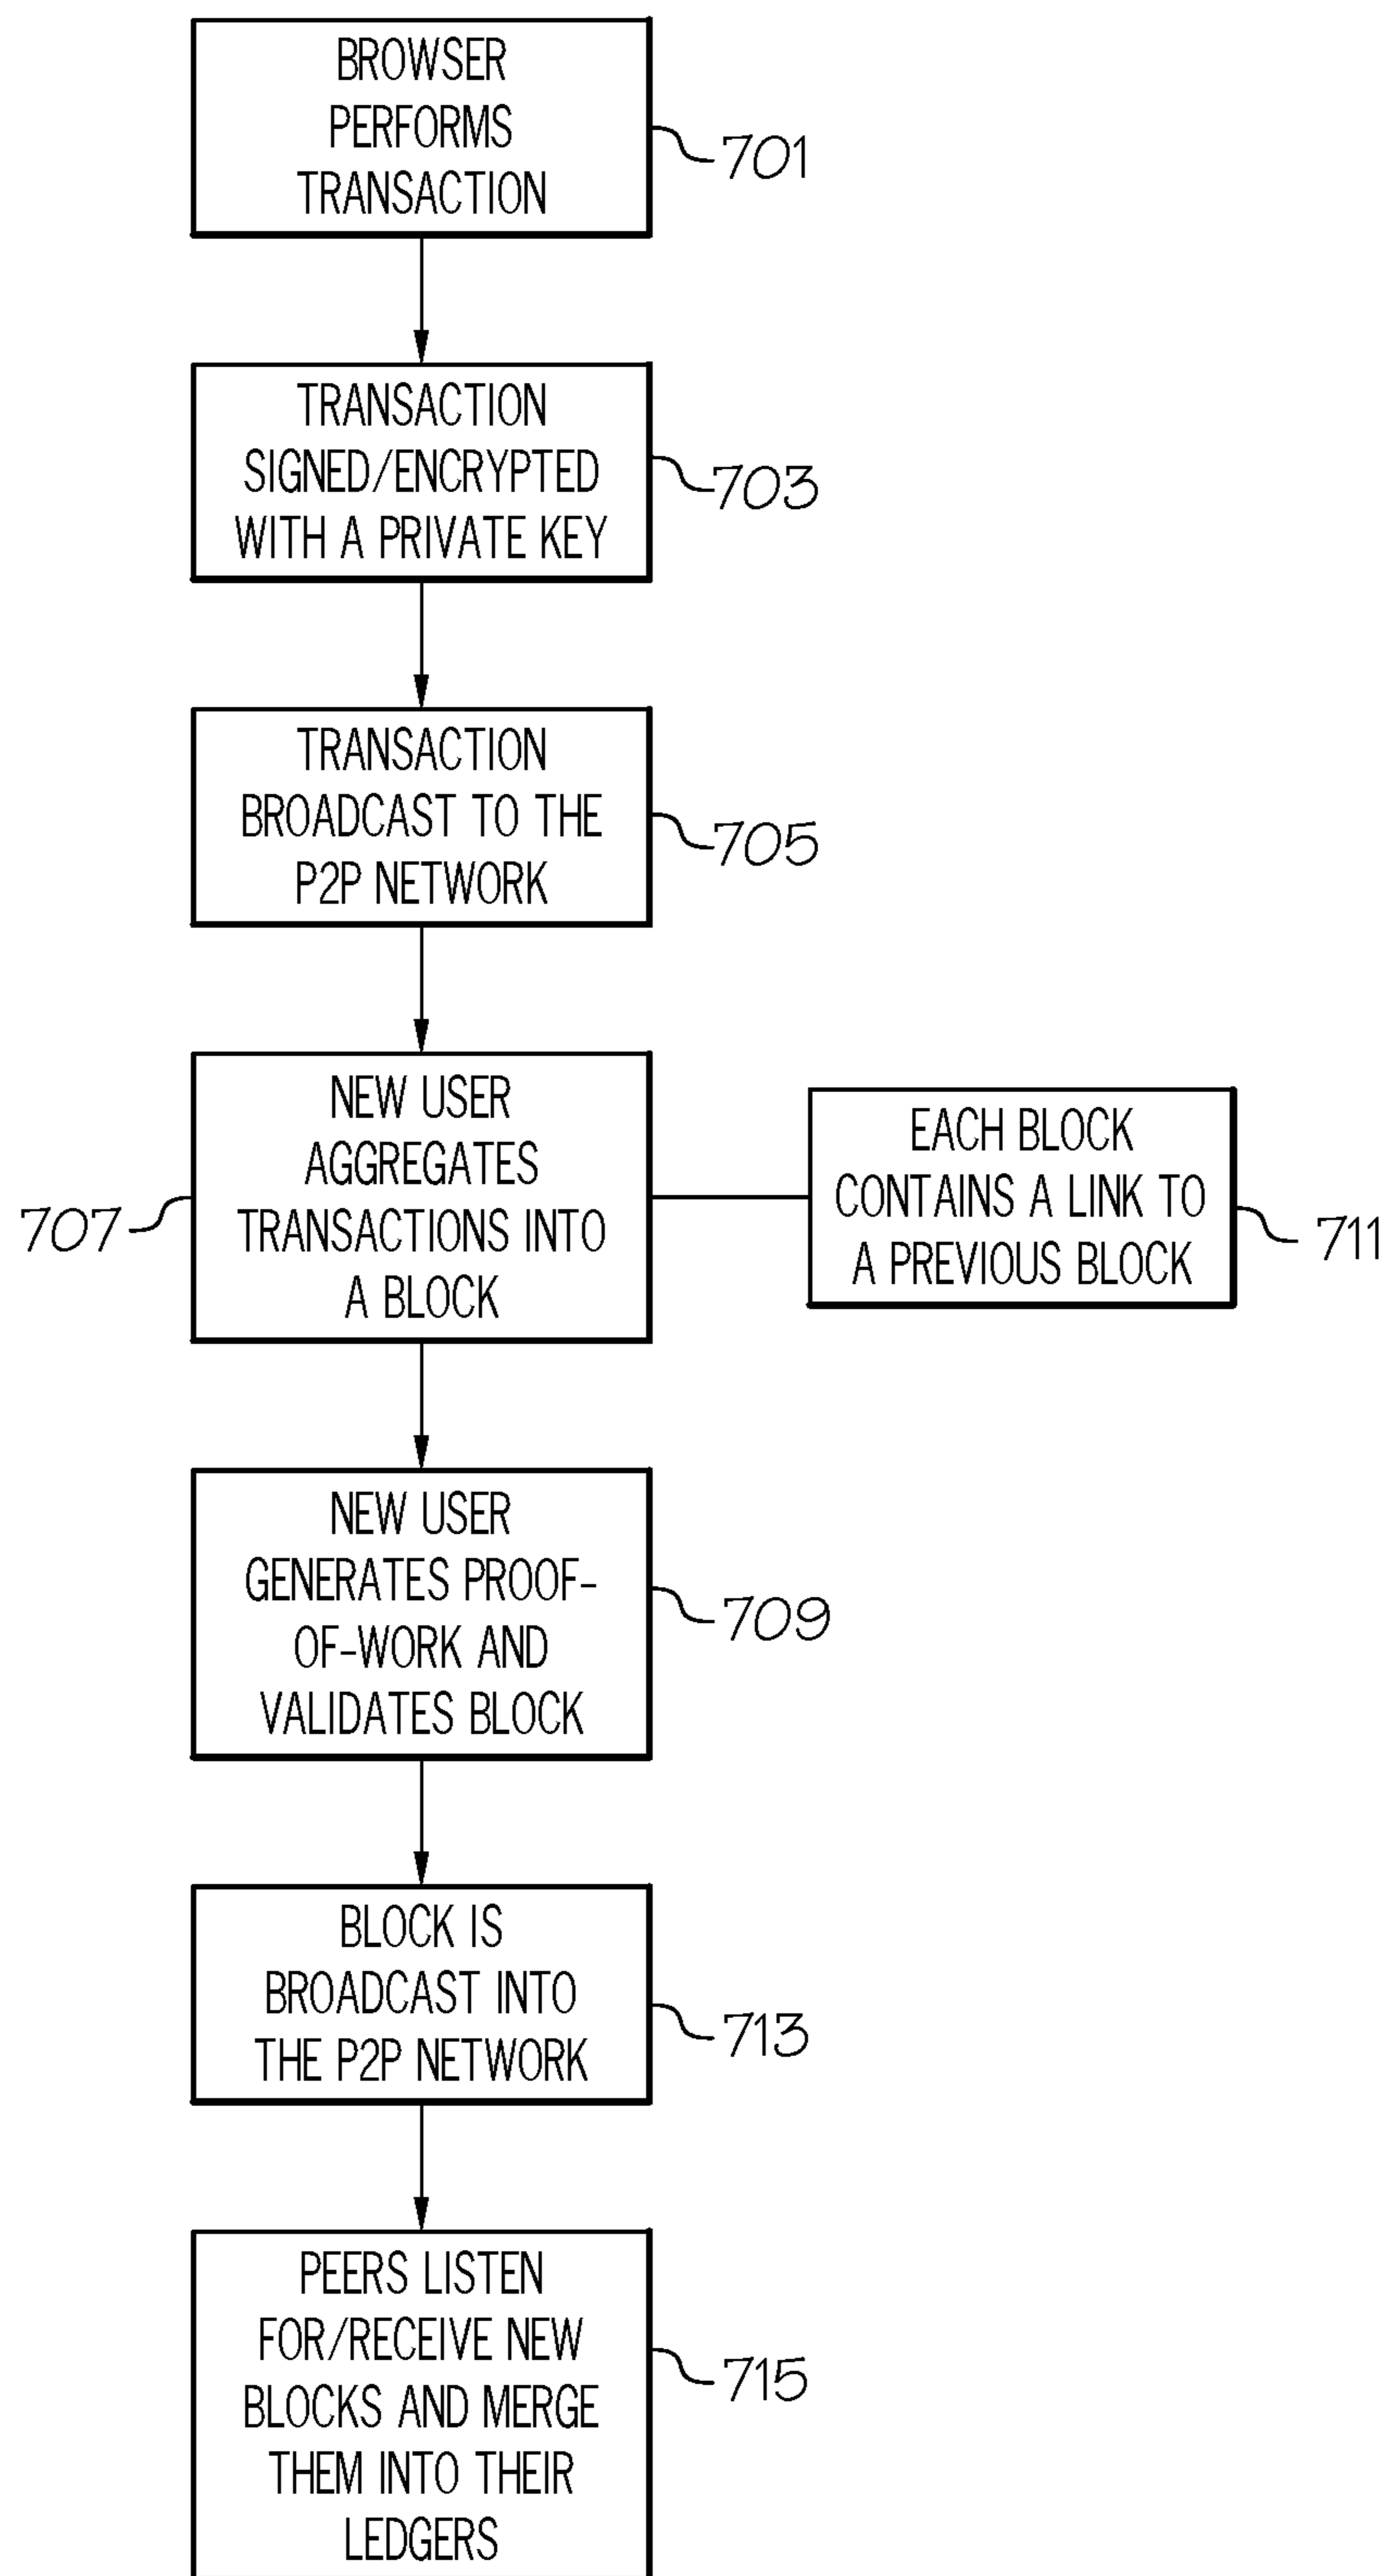 BROWSER
PERFORMS
TRANSACTION
701
TRANSACTION
SIGNED/ENCRYPTED
WITH A PRIVATE KEY
703
TRANSACTION
BROADCAST TO THE
P2P NETWORK
705
NEW USER
AGGREGATES
TRANSACTIONS INTO
A BLOCK
707
EACH BLOCK
CONTAINS A LINK TO
A PREVIOUS BLOCK
711
NEW USER
GENERATES PROOF-
OF-WORK AND
VALIDATES BLOCK
709
BLOCK IS
BROADCAST INTO
THE P2P NETWORK
713
PEERS LISTEN
FOR/RECEIVE NEW
BLOCKS AND MERGE
THEM INTO THEIR
LEDGERS
715